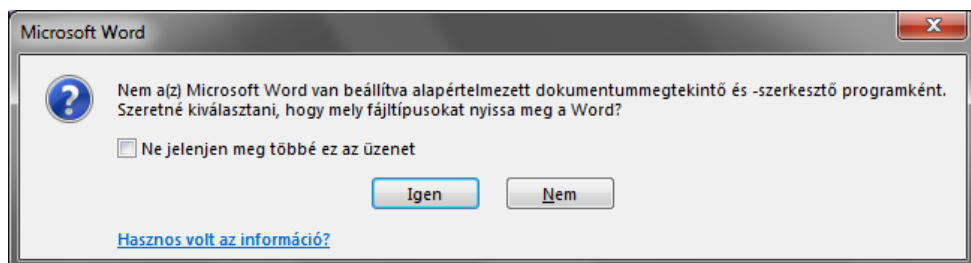 Microsoft Word
Nem a(z) Microsoft Word van beállítva alapértelmezett dokumentummegtekintő és -szerkesztő programként.
Szeretné kiválasztani, hogy mely fájltípusokat nyissa meg a Word?
Ne jelenjen meg többé ez az üzenet
Igen Nem
Hasznos volt az információ?